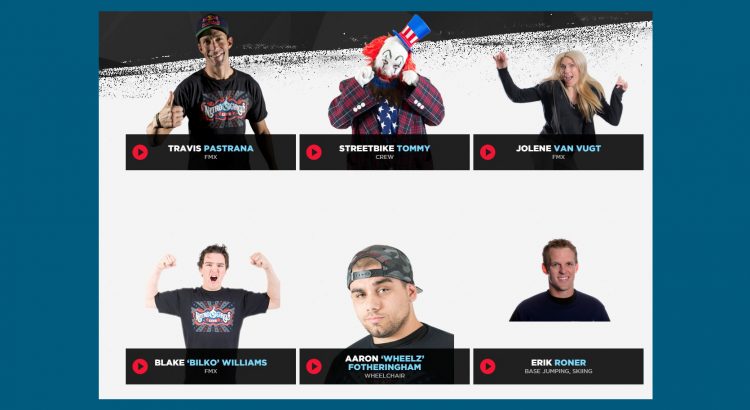 TRAVIS PASTRANA
FMX
STREETBIKE TOMMY
CREW
JOLENE VAN VUGT
FMX
BLAKE ‘BILKO’ WILLIAMS
FMX
AARON ‘WHEELZ’
FOTHERINGHAM
WHEELCHAIR
ERIK RONER
BASE JUMPING, SKIING